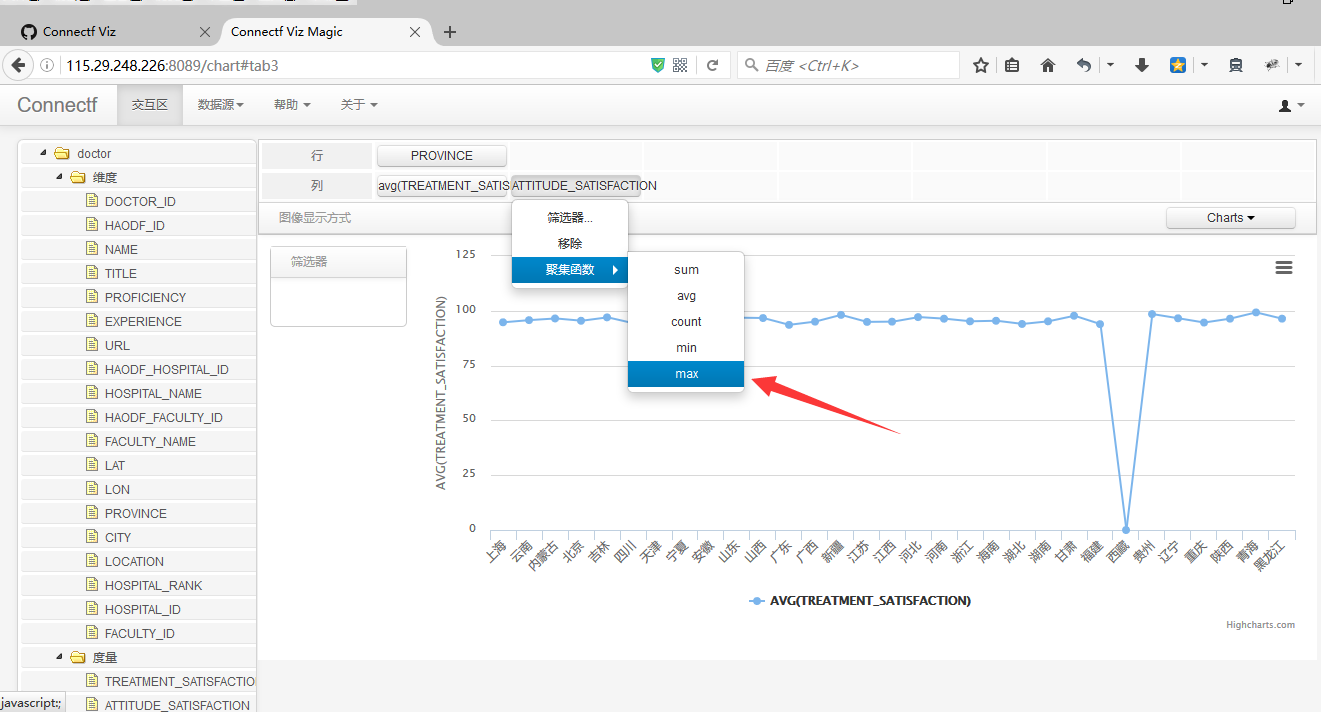 Connectf Viz
Connectf Viz Magic
115.29.248.226:8089/chart#tab3
百度 <Ctrl+K>
Connectf
交互区
数据源
帮助
关于
doctor
维度
DOCTOR_ID
HAODF_ID
NAME
TITLE
PROFICIENCY
EXPERIENCE
URL
HAODF_HOSPITAL_ID
HOSPITAL_NAME
HAODF_FACULTY_ID
FACULTY_NAME
LAT
LON
PROVINCE
CITY
LOCATION
HOSPITAL_RANK
HOSPITAL_ID
FACULTY_ID
度量
TREATMENT_SATISFACTIO
ATTITUDE_SATISFACTION
javascript:;
行
PROVINCE
列
avg(TREATMENT_SATIS
ATTITUDE_SATISFACTION
图像显示方式
Charts
筛选器
筛选器...
移除
聚集函数
sum
avg
count
min
max
AVG(TREATMENT_SATISFACTION)
125
100
75
50
25
0
上海
云南
内蒙古
北京
吉林
四川
天津
宁夏
安徽
山东
山西
广东
广西
新疆
江苏
江西
河北
河南
浙江
海南
湖北
湖南
甘肃
福建
西藏
贵州
辽宁
重庆
陕西
青海
黑龙江
AVG(TREATMENT_SATISFACTION)
Highcharts.com